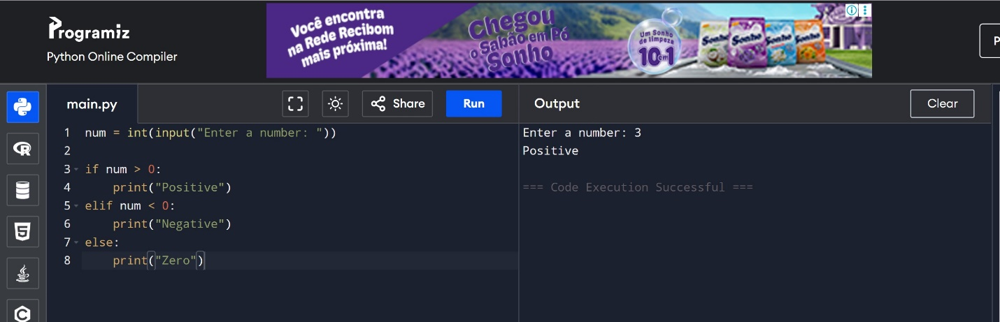 Programiz
Python Online Compiler
Você encontra
na Rede Recibom
mais próxima!
Chegou
o Sabão em Pó
Sonho
Um Sonho
de limpeza
10em1
Sonho
Sonho
Sonho
Sonho
P
main.py
Share
Run
Output
Clear
1 num = int(input("Enter a number: "))
2
3 if num > 0:
4     print("Positive")
5 elif num < 0:
6     print("Negative")
7 else:
8     print("Zero")
Enter a number: 3
Positive
=== Code Execution Successful ===
R
5
C